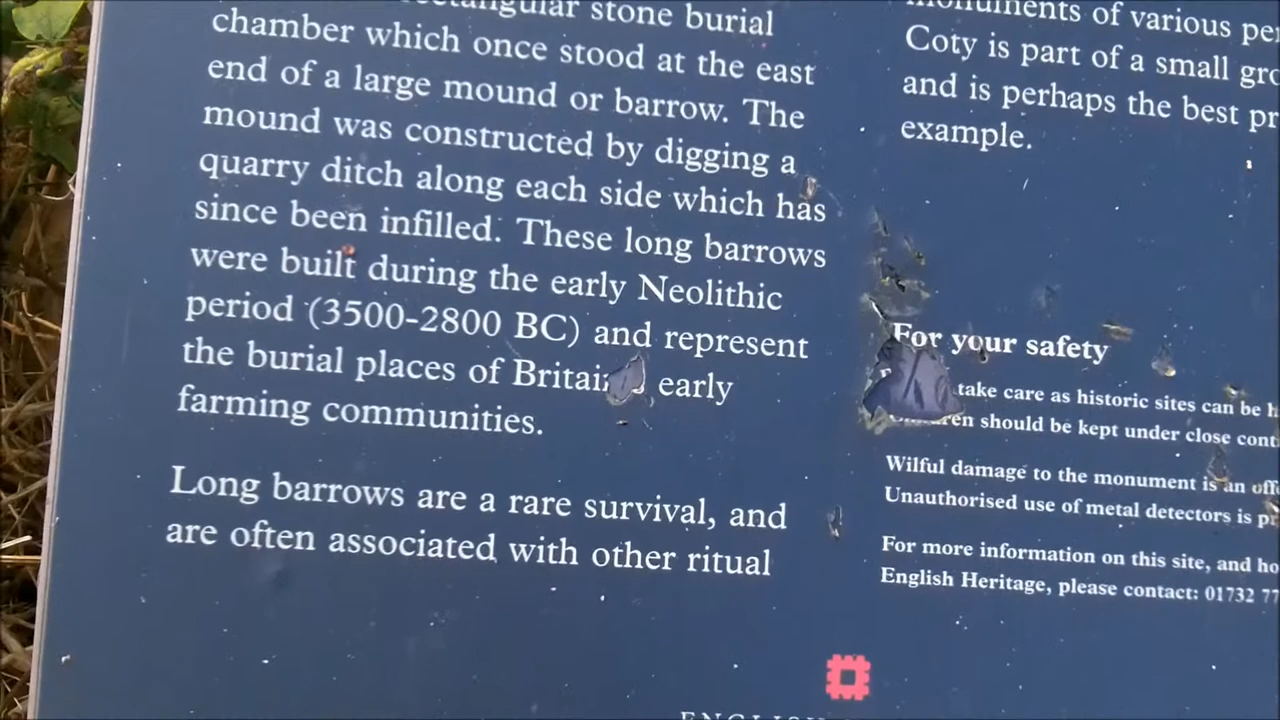 stone burial
chamber which once stood at the east
end of a large mound or barrow. The
mound was constructed by digging a
quarry ditch along each side which has
since been infilled. These long barrows
were built during the early Neolithic
period (3500-2800 BC) and represent
the burial places of early
farming communities.
Long barrows are a rare survival, and
are often associated with other ritual
monuments of various
Coty is part of a small
and is perhaps the best
example.
For your safety
take care as historic sites can be
should be kept under close
Wilful damage to the monument is an
Unauthorised use of metal detectors is
For more information on this site, and
English Heritage, please contact: 01732